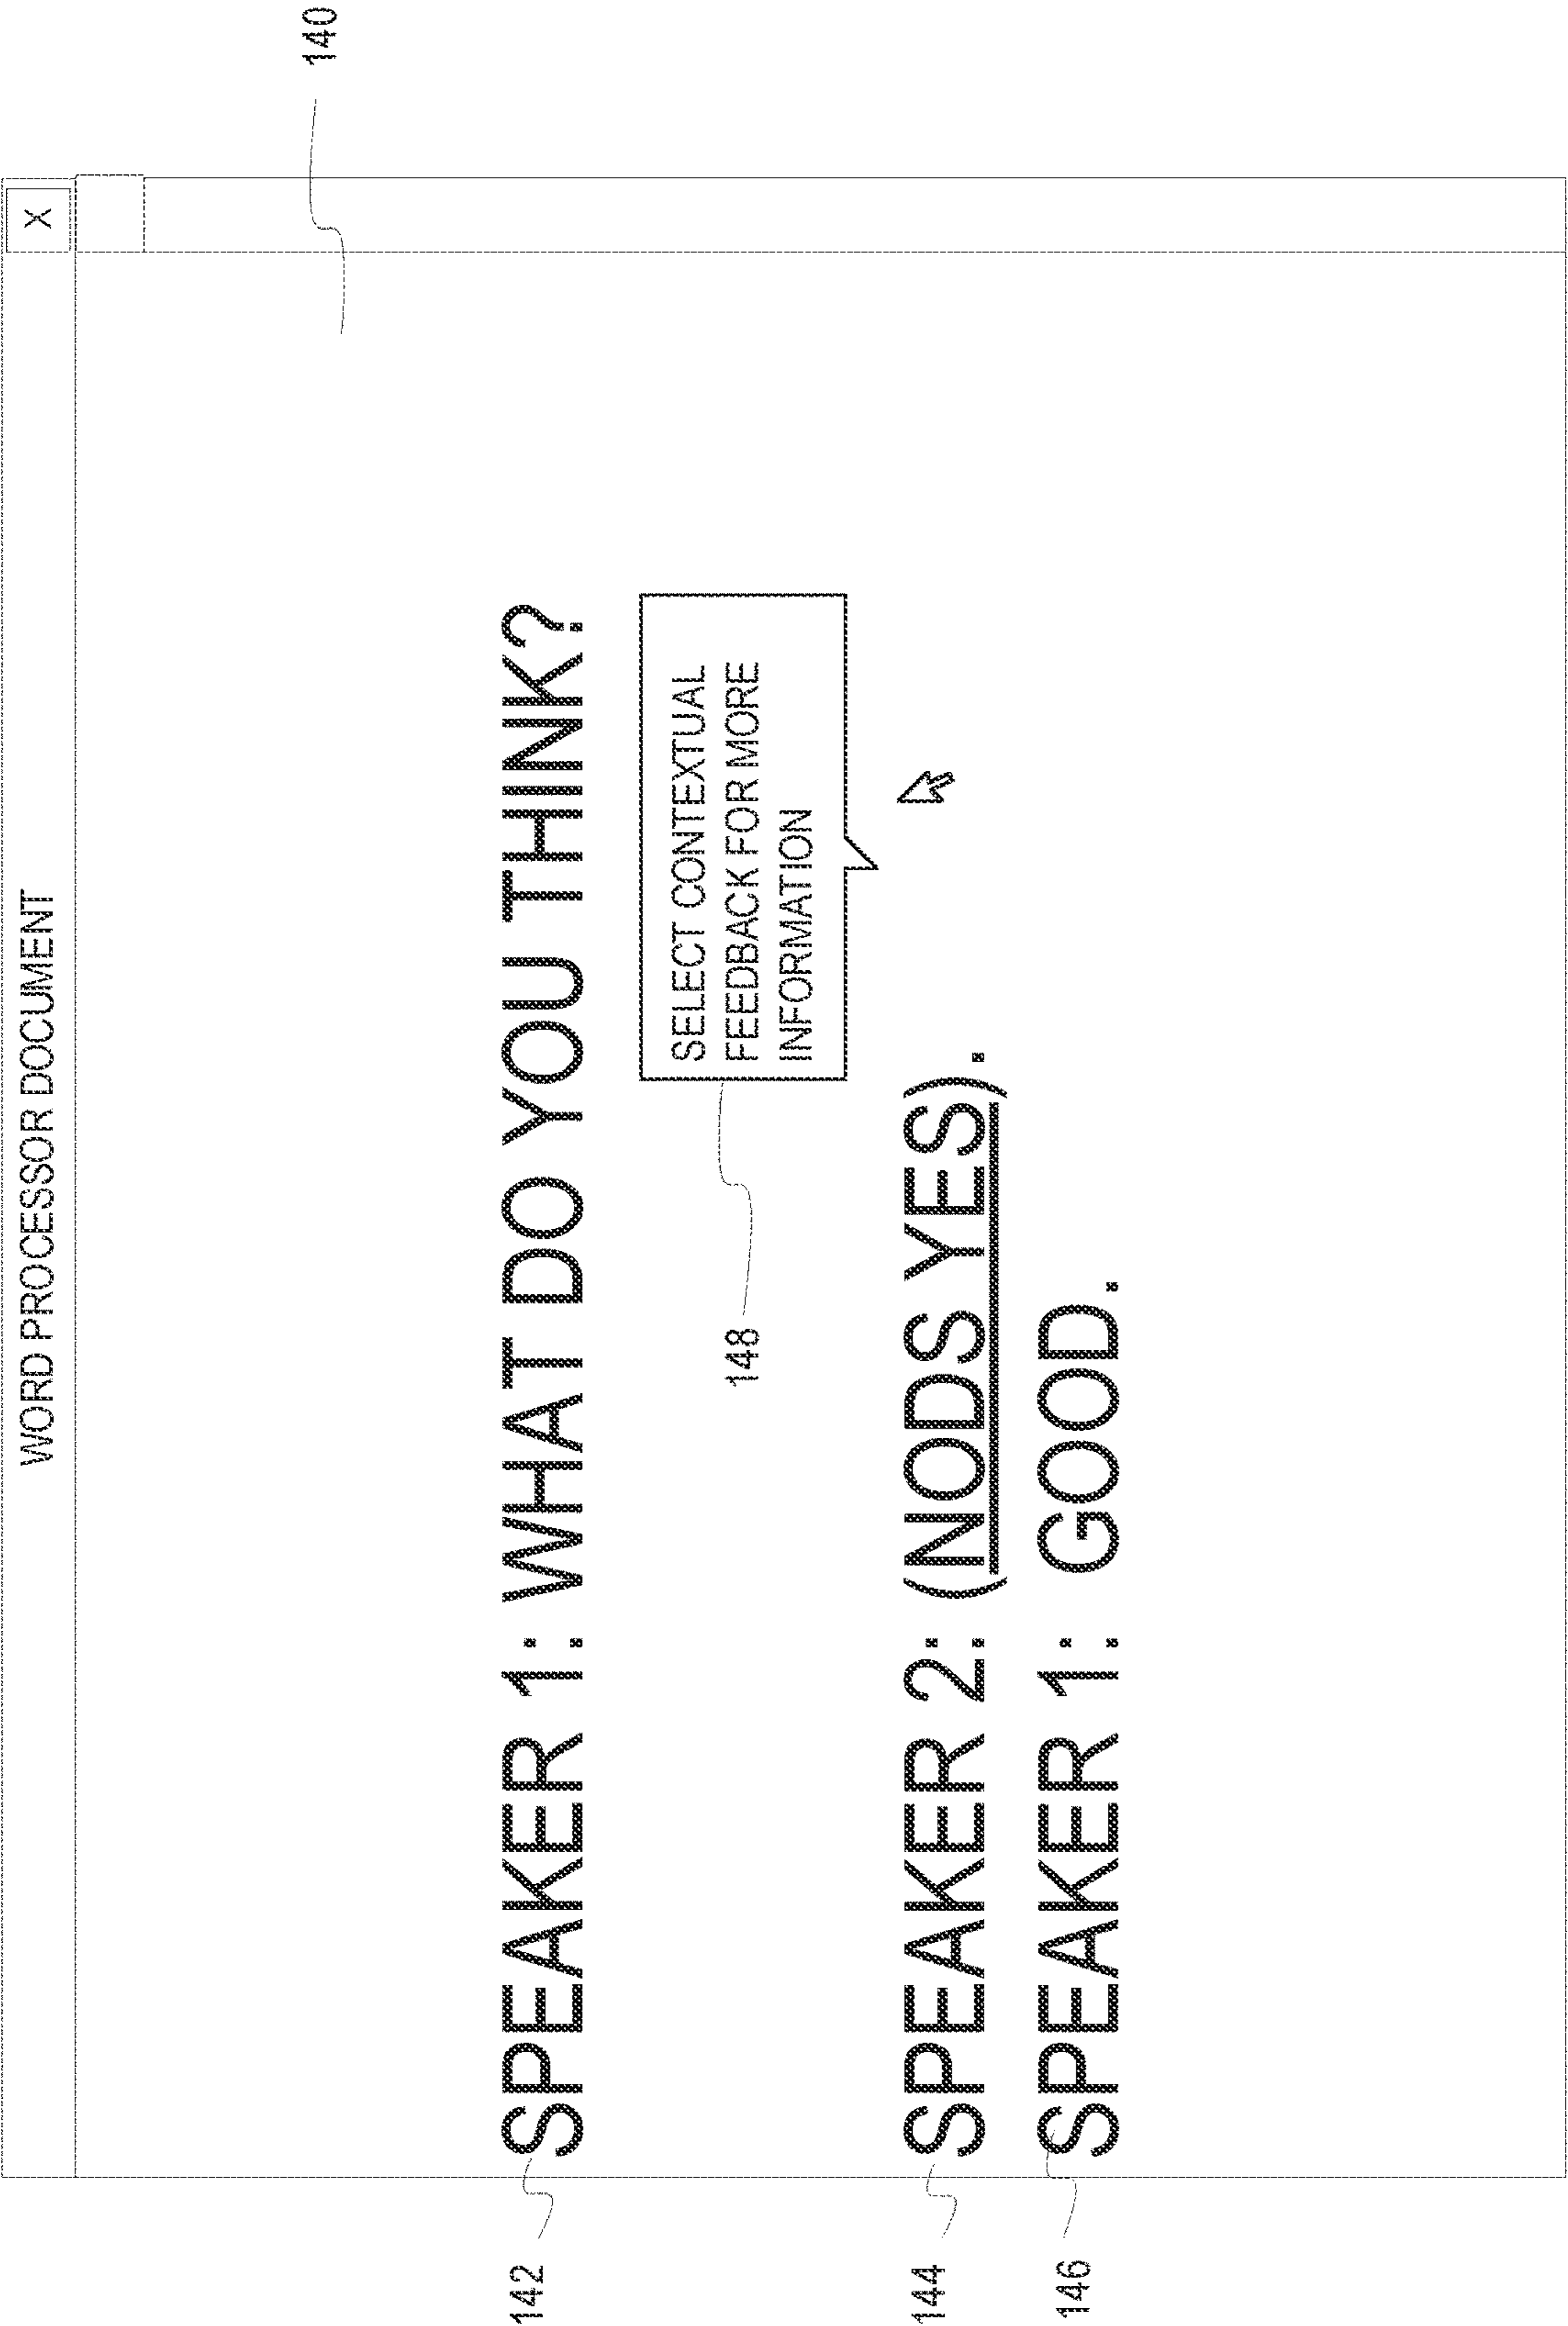 WORD PROCESSOR DOCUMENT
X
140
142
SPEAKER 1: WHAT DO YOU THINK?
148
SELECT CONTEXTUAL
FEEDBACK FOR MORE
INFORMATION
144
SPEAKER 2: (NODS YES).
146
SPEAKER 1: GOOD.